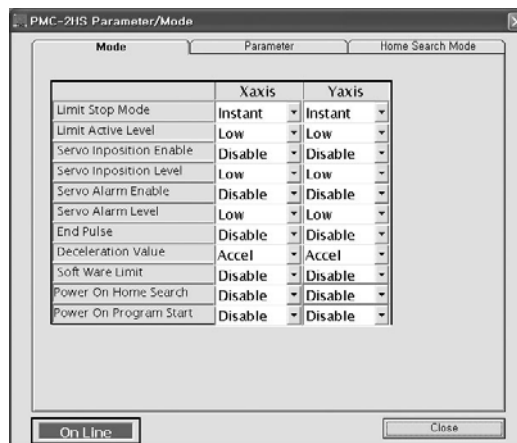 PMC-2HS Parameter/Mode
Mode Parameter Home Search Mode
Xaxis Yaxis
Limit Stop Mode Instant Instant
Limit Active Level Low Low
Servo Inposition Enable Disable Disable
Servo Inposition Level Low Low
Servo Alarm Enable Disable Disable
Servo Alarm Level Low Low
End Pulse Disable Disable
Deceleration Value Accel Accel
Soft Ware Limit Disable Disable
Power On Home Search Disable Disable
Power On Program Start Disable Disable
On Line Close